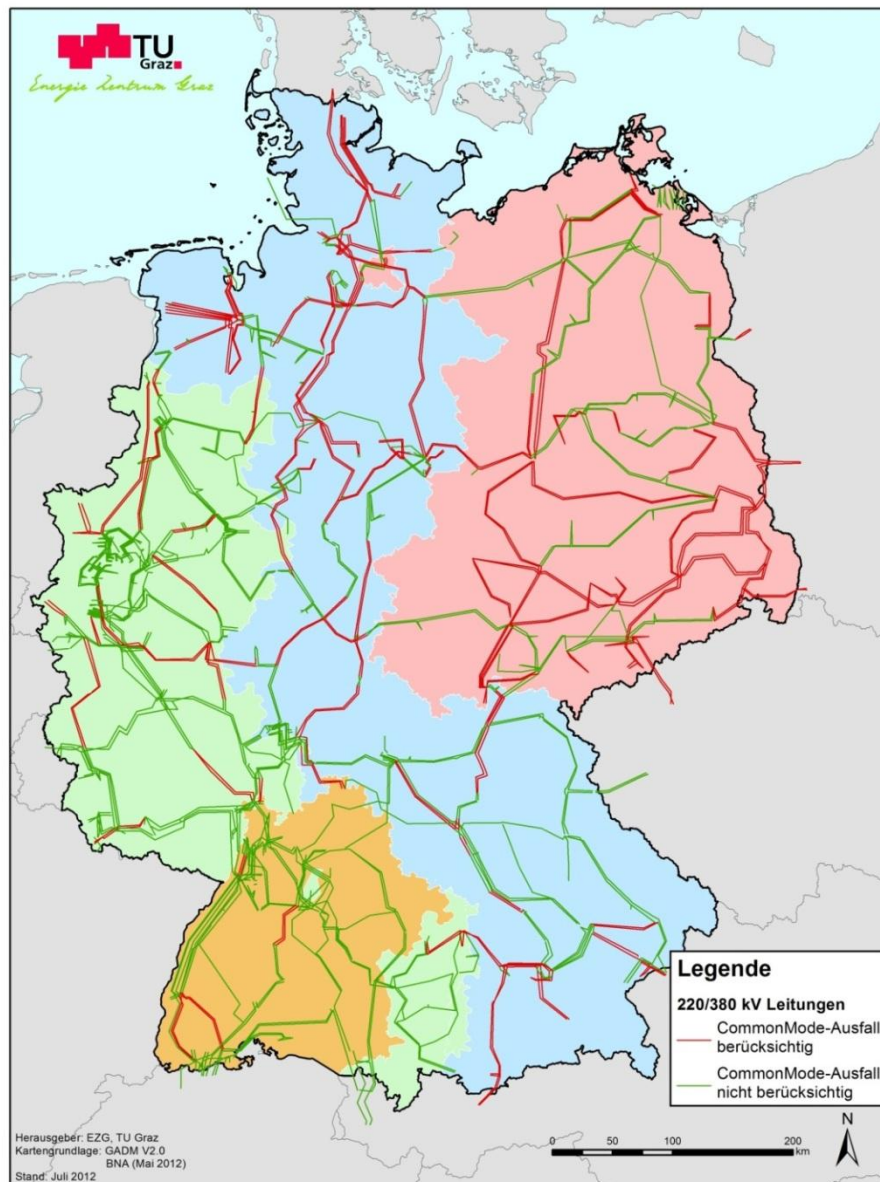 TU
Graz
Energie Zentrum Graz
Legende
220/380 kV Leitungen
CommonMode-Ausfall
berücksichtig
CommonMode-Ausfall
nicht berücksichtig
N
0 50 100 200
km
Herausgeber: EZG, TU Graz
Kartengrundlage: GADM V2.0
BNA (Mai 2012)
Stand: Juli 2012